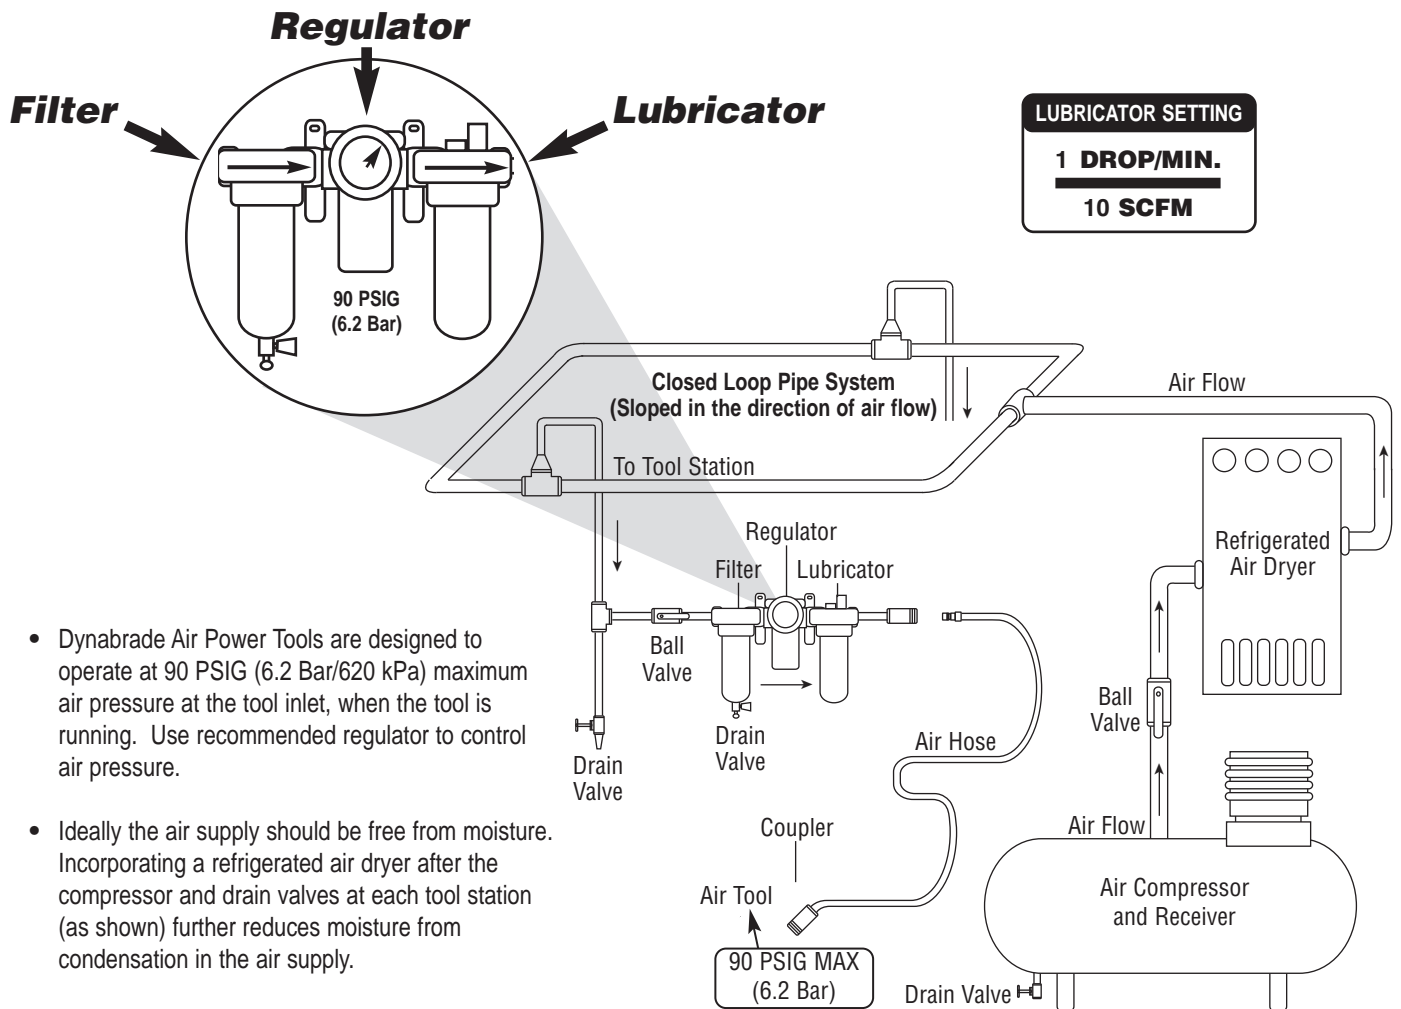 Regulator
Filter
Lubricator
LUBRICATOR SETTING
1 DROP/MIN.
10 SCFM
90 PSIG
(6.2 Bar)
Closed Loop Pipe System
(Sloped in the direction of air flow)
Air Flow
To Tool Station
Refrigerated
Air Dryer
Regulator
Filter
Lubricator
Ball
Valve
Drain
Valve
Drain
Valve
Air Hose
Ball
Valve
Air Flow
Coupler
Air Tool
90 PSIG MAX
(6.2 Bar)
Air Compressor
and Receiver
Drain Valve
• Dynabrade Air Power Tools are designed to
operate at 90 PSIG (6.2 Bar/620 kPa) maximum
air pressure at the tool inlet, when the tool is
running. Use recommended regulator to control
air pressure.
• Ideally the air supply should be free from moisture.
Incorporating a refrigerated air dryer after the
compressor and drain valves at each tool station
(as shown) further reduces moisture from
condensation in the air supply.